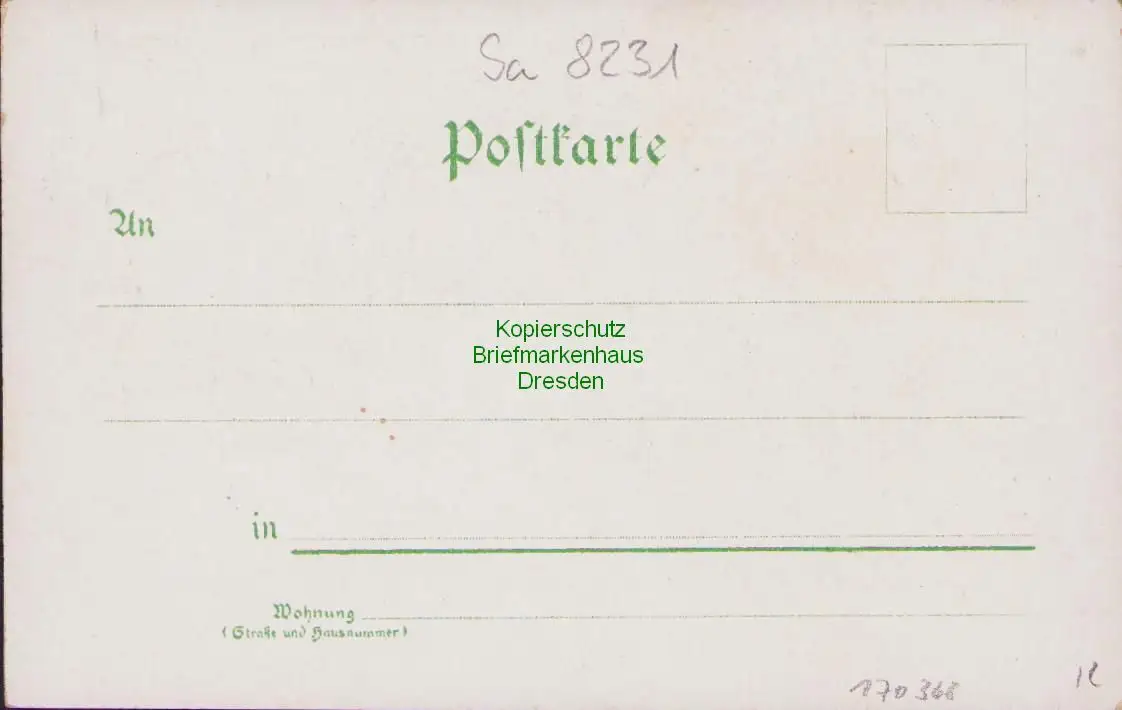 Sa 8231
Poſtkarte
An
Kopierschutz
Briefmarkenhaus
Dresden
in
Wohnung
(Straße und Hausnummer)
170368